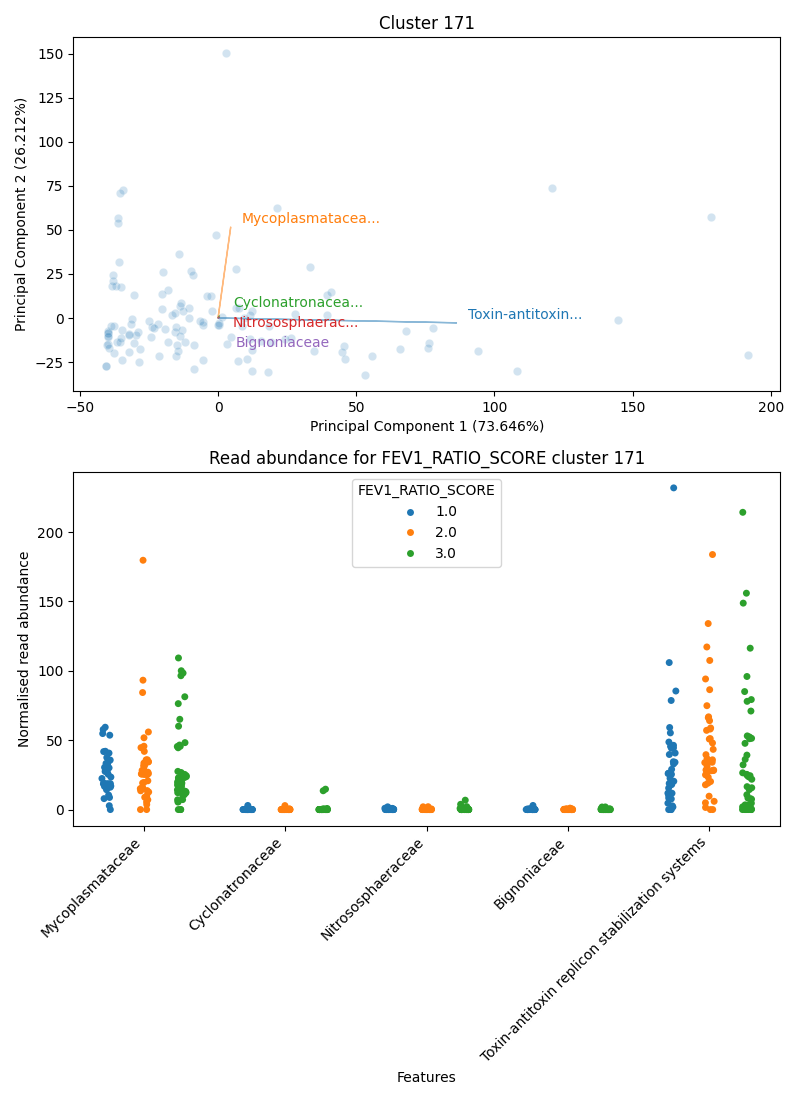 Cluster 171
150
125
100
75
50
25
0
−25
Principal Component 2 (26.212%)
Mycoplasmatacea...
Cyclonatronacea...
Nitrososphaerac...
Bignoniaceae
Toxin-antitoxin...
−50 0 50 100 150 200
Principal Component 1 (73.646%)
Read abundance for FEV1_RATIO_SCORE cluster 171
FEV1_RATIO_SCORE
1.0
2.0
3.0
200
150
100
50
0
Normalised read abundance
Mycoplasmataceae
Cyclonatronaceae
Nitrososphaeraceae
Bignoniaceae
Toxin-antitoxin replicon stabilization systems
Features